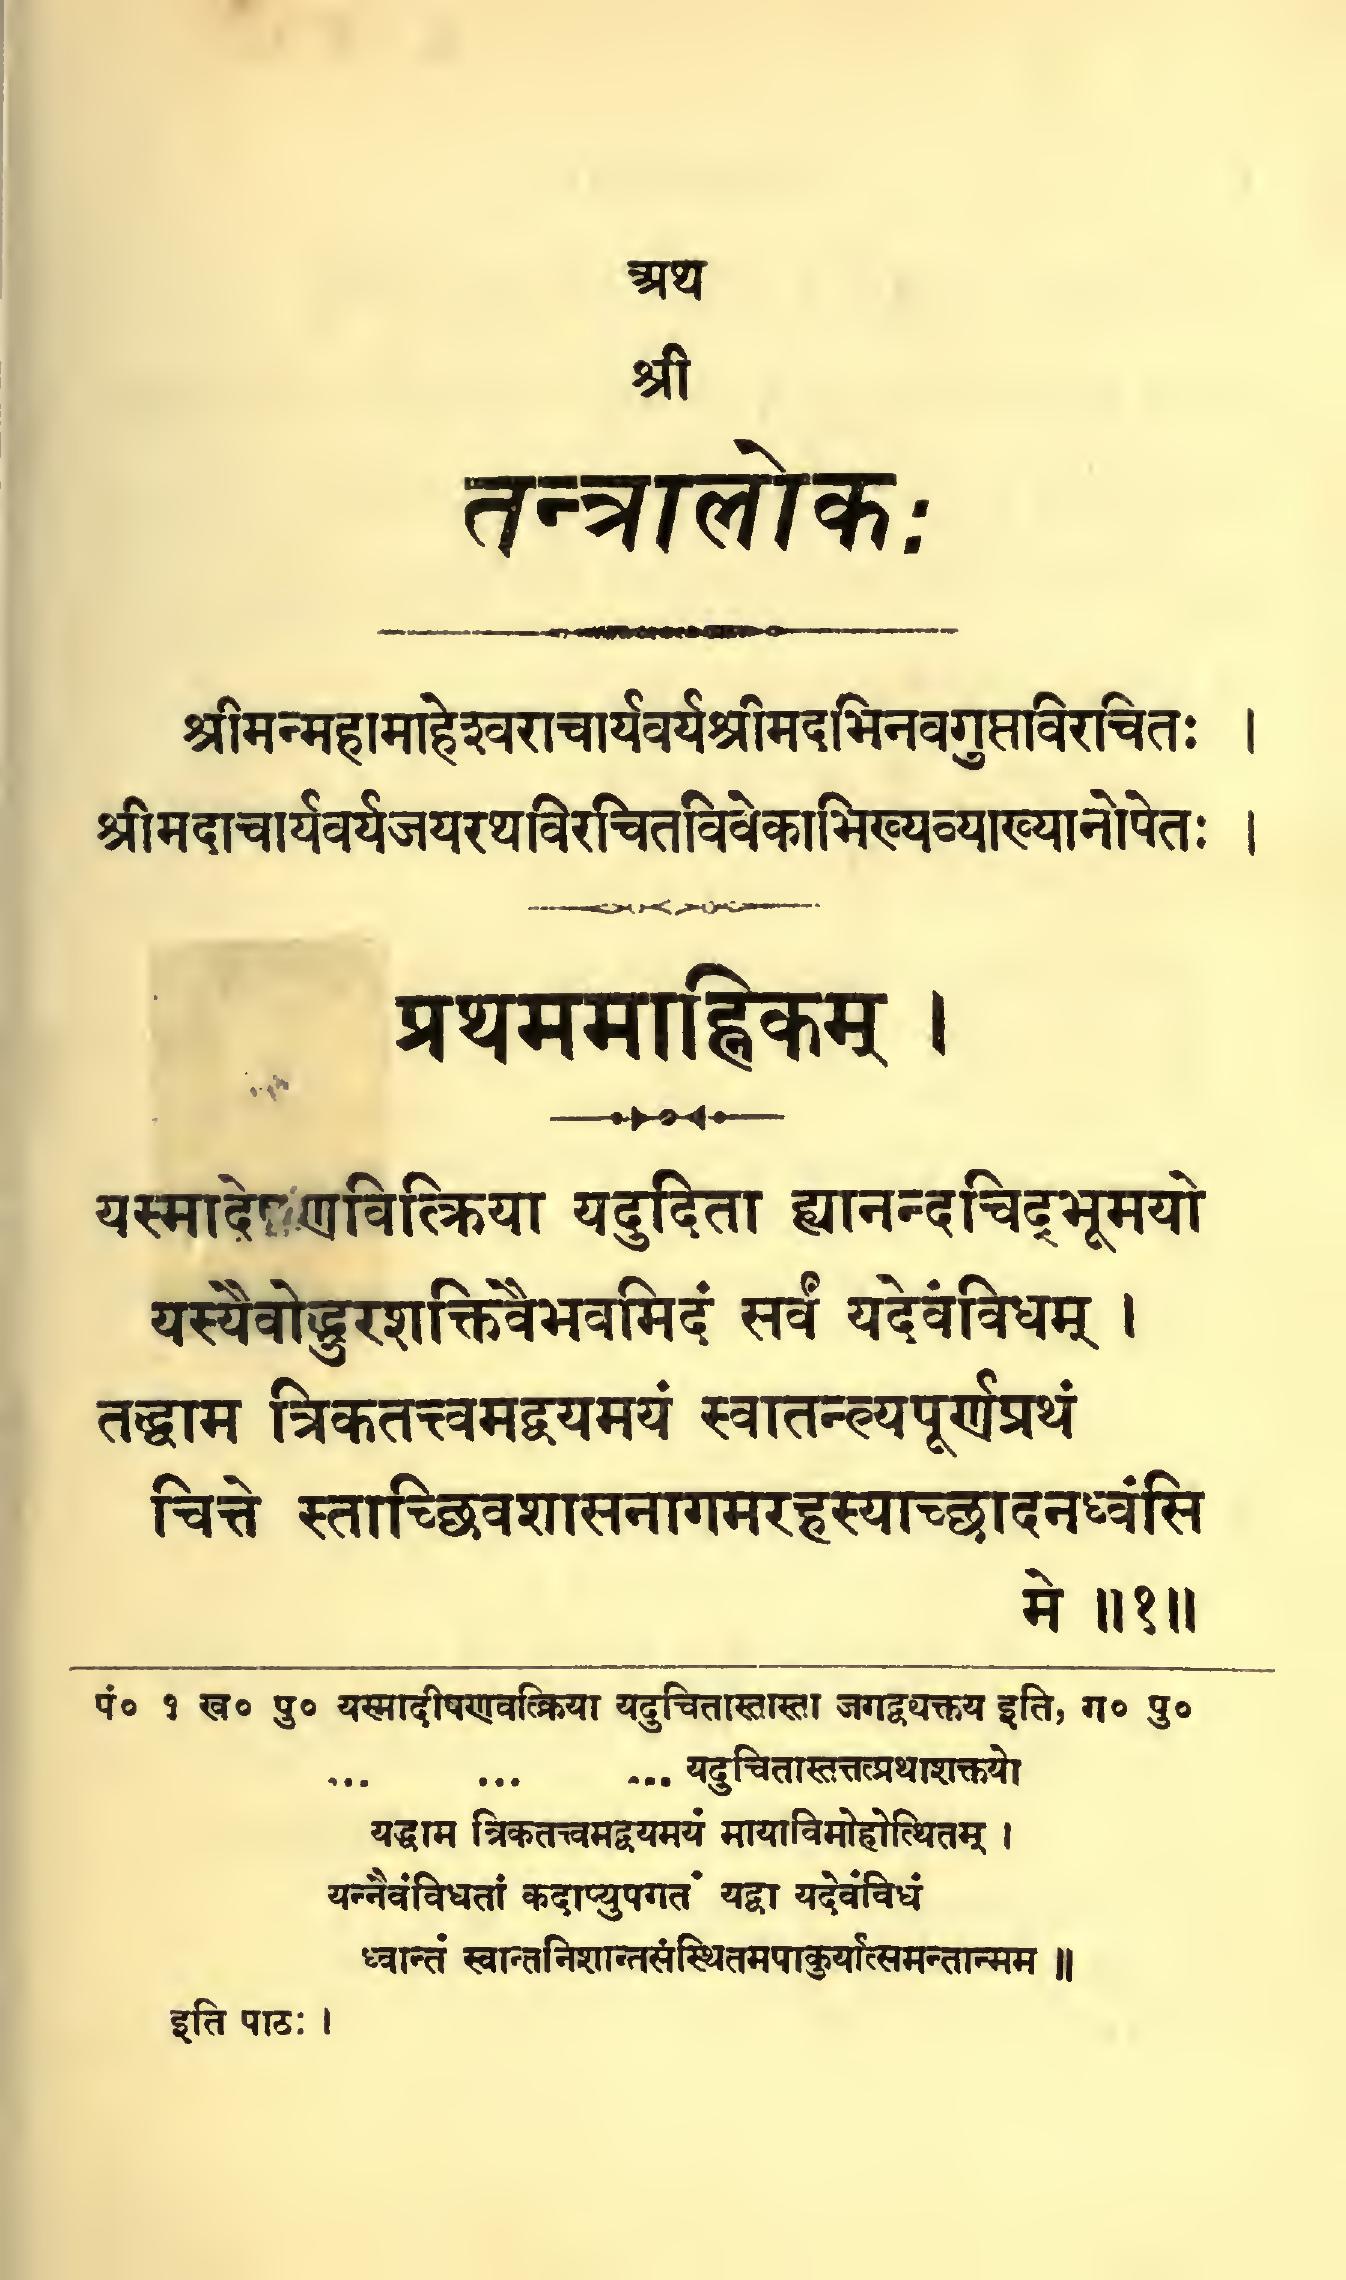 अथ
श्री
तन्त्रालोकः
श्रीमन्महामाहेश्वराचार्यवर्यश्रीमदभिनवगुप्तविरचितः ।
श्रीमदाचार्यवर्यजयरथविरचितविवेकाभिख्यव्याख्यानोपेतः ।
प्रथममाह्निकम् ।
यदुदिता ह्यानन्दचिद्भूमयो
यस्यैवोद्धुरशक्तिवैभवमिदं सर्वं यदेवंविधम् ।
तद्धाम त्रिकतत्त्वमद्वयमयं स्वातन्त्र्यपूर्णप्रथं
चित्ते स्ताच्छिवशासनागमरहस्याच्छादनध्वंसि
मे ॥१॥
पं० १ ख० पु० यस्मादीषणवत्क्रिया यदुचितास्तास्ता जगद्व्यक्तय इति, ग० पु०
... ... ... यदुचितास्तत्तत्प्रथाशक्तयो
यद्धाम त्रिकतत्त्वमद्वयमयं मायाविमोहोत्थितम् ।
यन्नैवंविधतां कदाप्युपगतं यद्वा यदेवंविधं
ध्वान्तं स्वान्तनिशान्तसंस्थितमपाकुर्यात्समन्तान्मम ॥
इति पाठः ।